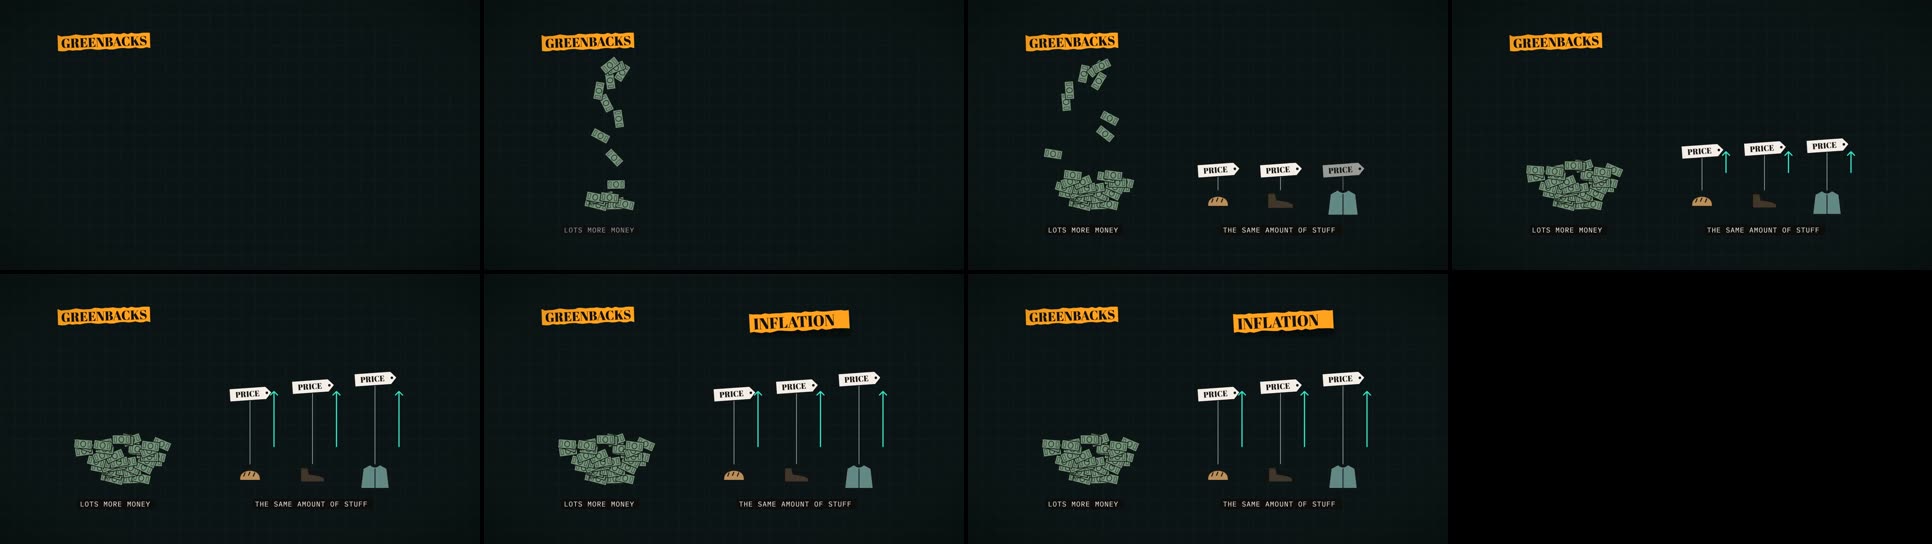 GREENBACKS
GREENBACKS
LOTS MORE MONEY
GREENBACKS
PRICE PRICE PRICE
LOTS MORE MONEY
THE SAME AMOUNT OF STUFF
GREENBACKS
PRICE PRICE PRICE
LOTS MORE MONEY
THE SAME AMOUNT OF STUFF
GREENBACKS
PRICE PRICE PRICE
LOTS MORE MONEY
THE SAME AMOUNT OF STUFF
GREENBACKS
INFLATION
PRICE PRICE PRICE
LOTS MORE MONEY
THE SAME AMOUNT OF STUFF
GREENBACKS
INFLATION
PRICE PRICE PRICE
LOTS MORE MONEY
THE SAME AMOUNT OF STUFF